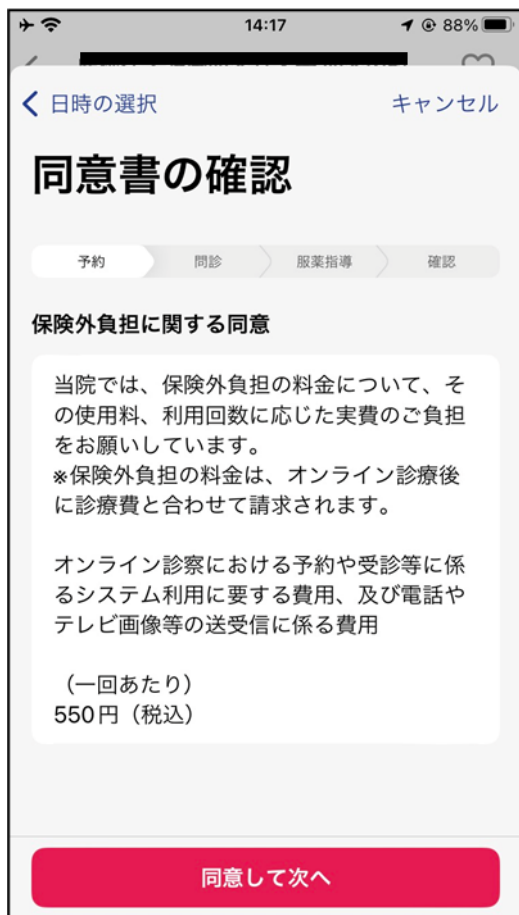 14:17
88%
日時の選択
キャンセル
同意書の確認
予約
問診
服薬指導
確認
保険外負担に関する同意
当院では、保険外負担の料金について、そ
の使用料、利用回数に応じた実費のご負担
をお願いしています。
※保険外負担の料金は、オンライン診療後
に診療費と合わせて請求されます。
オンライン診察における予約や受診等に係
るシステム利用に要する費用、及び電話や
テレビ画像等の送受信に係る費用
（一回あたり）
550円（税込）
同意して次へ